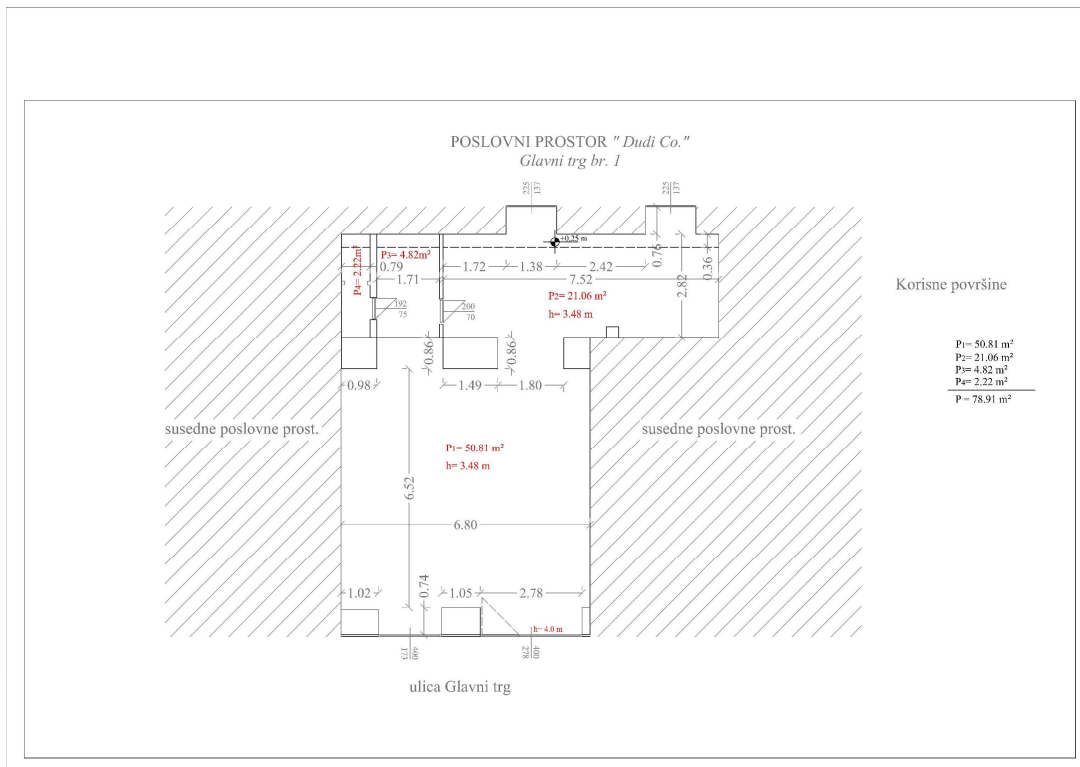 POSLOVNI PROSTOR " Dudi Co."
Glavni trg br. 1
225
137
225
137
+0.25 m
P4= 2.22m²
P3= 4.82m²
0.79
1.71
1.72
1.38
2.42
0.76
0.36
7.52
2.82
P2= 21.06 m²
h= 3.48 m
192
75
200
70
0.86
0.86
0.98
1.49
1.80
Korisne površine
P1= 50.81 m²
P2= 21.06 m²
P3= 4.82 m²
P4= 2.22 m²
P = 78.91 m²
susedne poslovne prost.
susedne poslovne prost.
P1= 50.81 m²
h= 3.48 m
6.52
6.80
1.02
0.74
1.05
2.78
h= 4.0 m
400
173
400
278
ulica Glavni trg